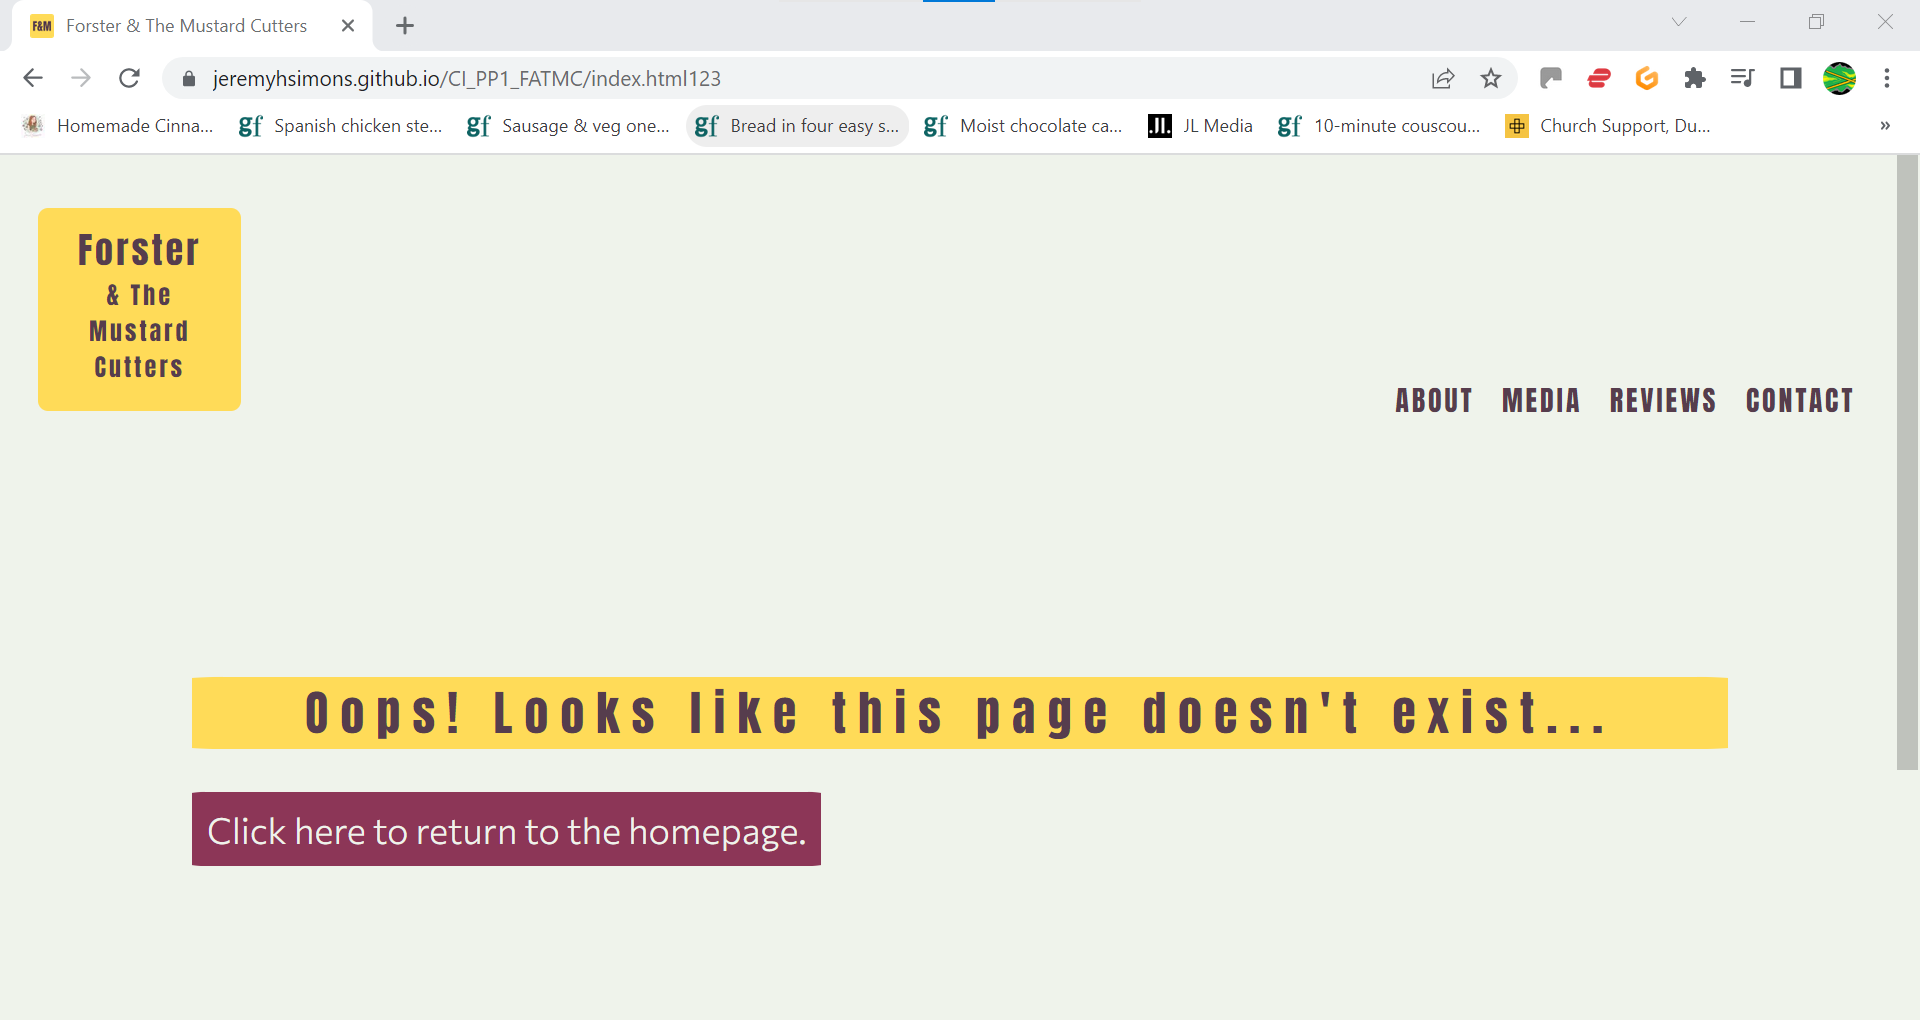 F&M Forster & The Mustard Cutters
jeremyhsimons.github.io/CI_PP1_FATMC/index.html123
Homemade Cinna... gf Spanish chicken ste... gf Sausage & veg one... gf Bread in four easy s... gf Moist chocolate ca... .JL. JL Media gf 10-minute couscou... Church Support, Du... »
Forster
& The
Mustard
Cutters
ABOUT MEDIA REVIEWS CONTACT
Oops! Looks like this page doesn't exist...
Click here to return to the homepage.